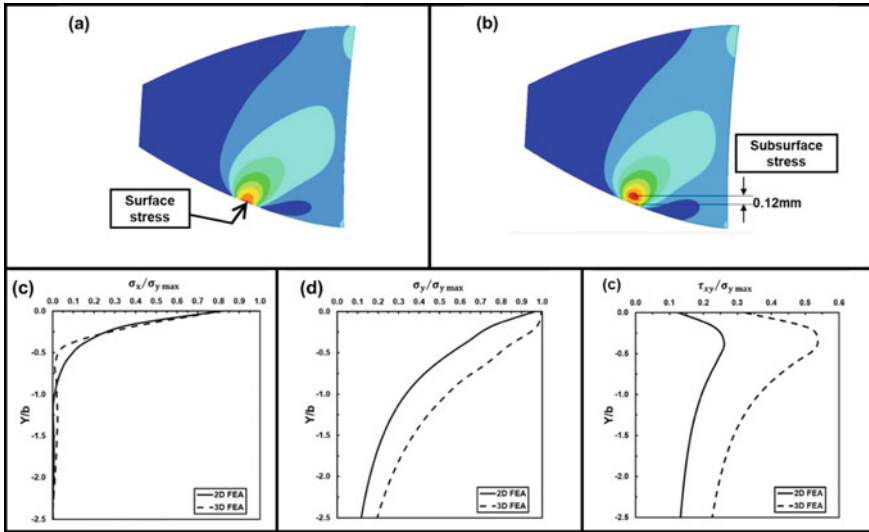 (a)
Surface
stress
(b)
Subsurface
stress
0.12mm
(c)
σx/σy max
0.0 0.1 0.2 0.3 0.4 0.5 0.6 0.7 0.8 0.9 1.0
0.0
-0.5
-1.0
-1.5
-2.0
-2.5
Y/b
2D FEA
3D FEA
(d)
σy/σy max
0.0 0.1 0.2 0.3 0.4 0.5 0.6 0.7 0.8 0.9 1.0
0.0
-0.5
-1.0
-1.5
-2.0
-2.5
Y/b
2D FEA
3D FEA
(c)
τxy/σy max
0.0 0.1 0.2 0.3 0.4 0.5 0.6
0.0
-0.5
-1.0
-1.5
-2.0
-2.5
Y/b
2D FEA
3D FEA